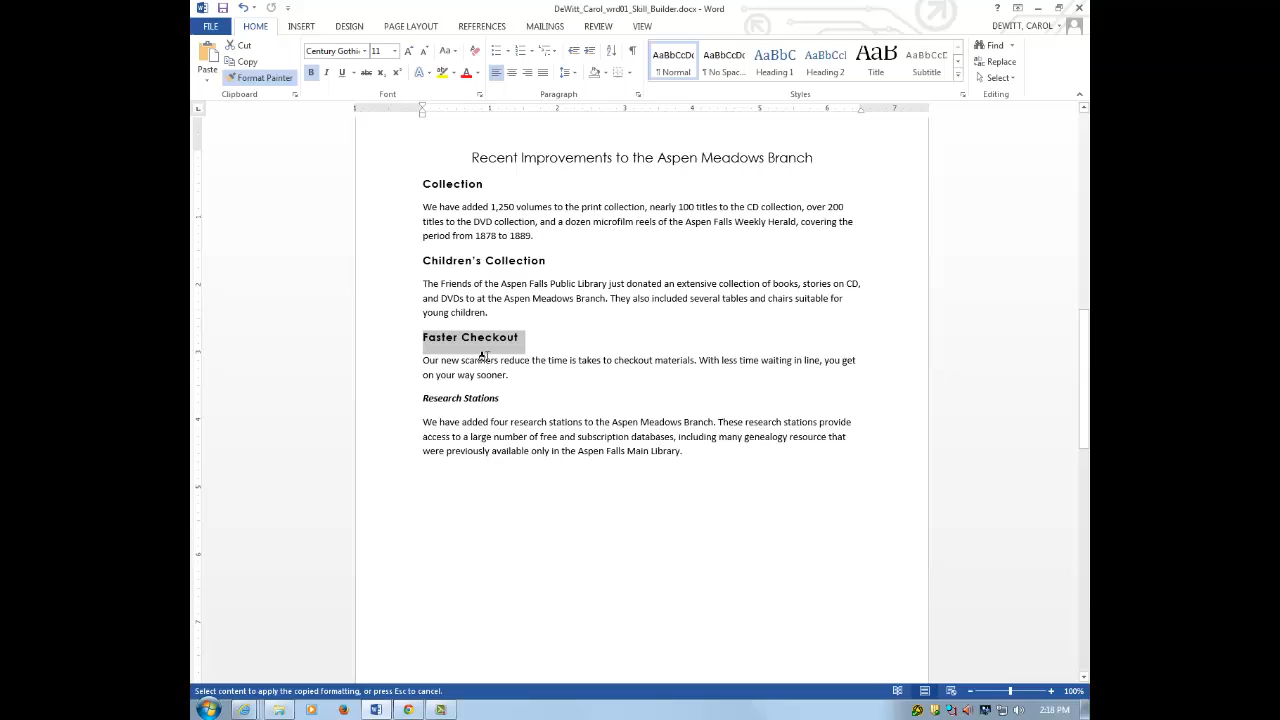 DeWitt_Carol_wrd01_Skill_Builder.docx - Word
FILE HOME INSERT DESIGN PAGE LAYOUT REFERENCES MAILINGS REVIEW VIEW DEWITT, CAROL
Paste
Cut
Copy
Format Painter
Century Gothi 11
AaBbCcDc AaBbCcDc AaBbC AaBbCcI AaB AaBbCcE
¶ Normal ¶ No Spac... Heading 1 Heading 2 Title Subtitle
Find
Replace
Select
Clipboard Font Paragraph Styles Editing
1 1 2 3 4 5 6 7
Recent Improvements to the Aspen Meadows Branch
Collection
We have added 1,250 volumes to the print collection, nearly 100 titles to the CD collection, over 200
titles to the DVD collection, and a dozen microfilm reels of the Aspen Falls Weekly Herald, covering the
period from 1878 to 1889.
Children's Collection
The Friends of the Aspen Falls Public Library just donated an extensive collection of books, stories on CD,
and DVDs to at the Aspen Meadows Branch. They also included several tables and chairs suitable for
young children.
Faster Checkout
Our new scanners reduce the time is takes to checkout materials. With less time waiting in line, you get
on your way sooner.
Research Stations
We have added four research stations to the Aspen Meadows Branch. These research stations provide
access to a large number of free and subscription databases, including many genealogy resource that
were previously available only in the Aspen Falls Main Library.
Select content to apply the copied formatting, or press Esc to cancel. 100%
2:18 PM